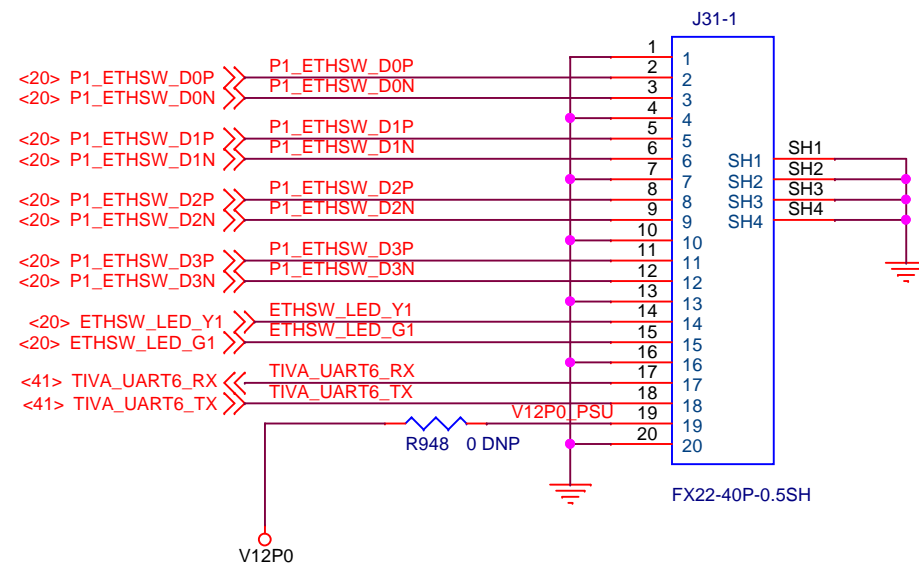 J31-1
1 1
<20> P1_ETHSW_D0P P1_ETHSW_D0P 2 2
<20> P1_ETHSW_D0N P1_ETHSW_D0N 3 3
4 4
<20> P1_ETHSW_D1P P1_ETHSW_D1P 5 5
<20> P1_ETHSW_D1N P1_ETHSW_D1N 6 6 SH1 SH1
7 7 SH2 SH2
<20> P1_ETHSW_D2P P1_ETHSW_D2P 8 8 SH3 SH3
<20> P1_ETHSW_D2N P1_ETHSW_D2N 9 9 SH4 SH4
10 10
<20> P1_ETHSW_D3P P1_ETHSW_D3P 11 11
<20> P1_ETHSW_D3N P1_ETHSW_D3N 12 12
13 13
<20> ETHSW_LED_Y1 ETHSW_LED_Y1 14 14
<20> ETHSW_LED_G1 ETHSW_LED_G1 15 15
16 16
<41> TIVA_UART6_RX TIVA_UART6_RX 17 17
<41> TIVA_UART6_TX TIVA_UART6_TX 18 18
V12P0_PSU 19 19
R948 0 DNP 20 20
FX22-40P-0.5SH
V12P0